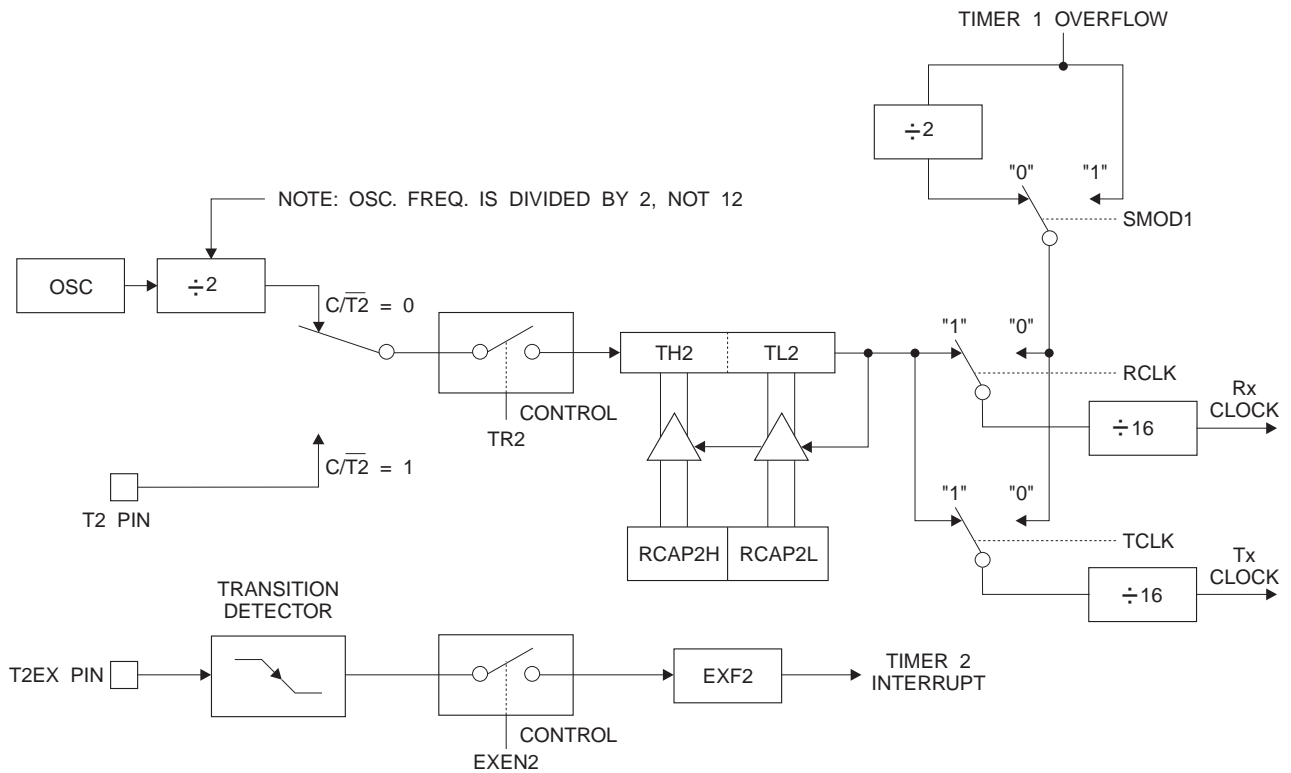 TIMER 1 OVERFLOW
÷2
"0" "1"
NOTE: OSC. FREQ. IS DIVIDED BY 2, NOT 12
SMOD1
OSC
÷2
C/T̅2̅ = 0
TH2
TL2
"1" "0"
RCLK
Rx
CLOCK
÷16
CONTROL
TR2
C/T̅2̅ = 1
T2 PIN
"1" "0"
TCLK
RCAP2H
RCAP2L
Tx
CLOCK
÷16
TRANSITION
DETECTOR
T2EX PIN
EXF2
TIMER 2
INTERRUPT
CONTROL
EXEN2